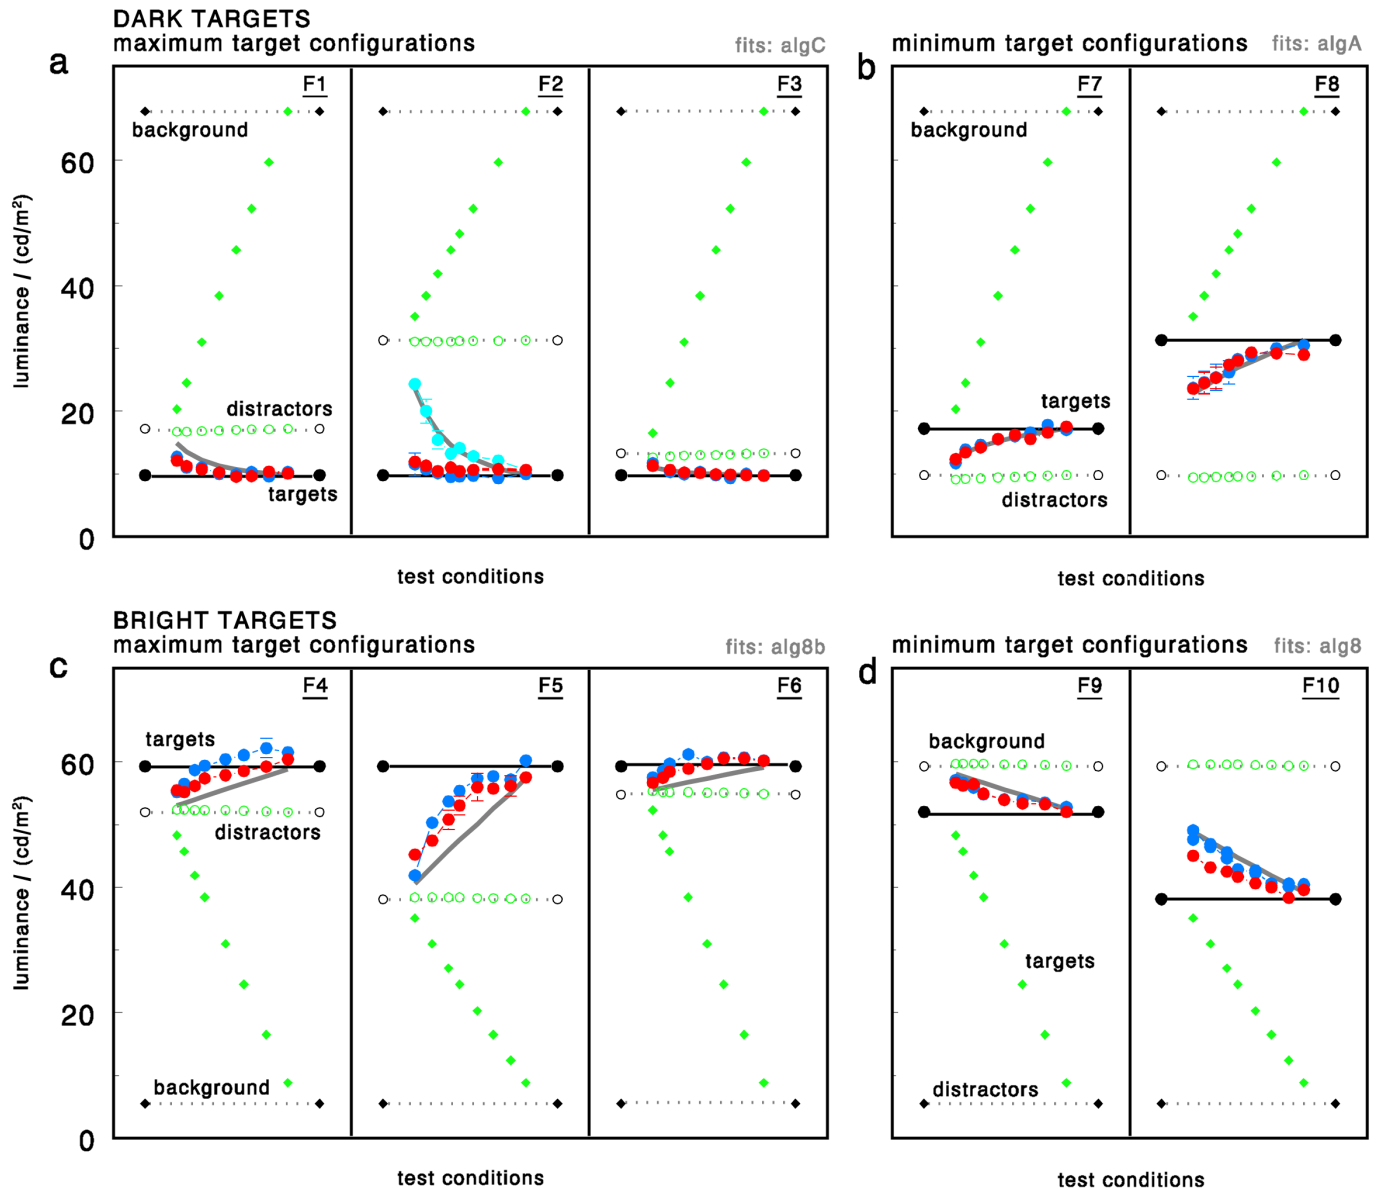 DARK TARGETS
maximum target configurations
fits: algC
minimum target configurations
fits: algA
a
b
F1
F2
F3
F7
F8
background
background
60
40
20
0
luminance / (cd/m²)
distractors
targets
targets
distractors
test conditions
test conditions
BRIGHT TARGETS
maximum target configurations
fits: alg8b
minimum target configurations
fits: alg8
c
d
F4
F5
F6
F9
F10
targets
background
60
40
20
0
luminance / (cd/m²)
distractors
targets
background
distractors
test conditions
test conditions